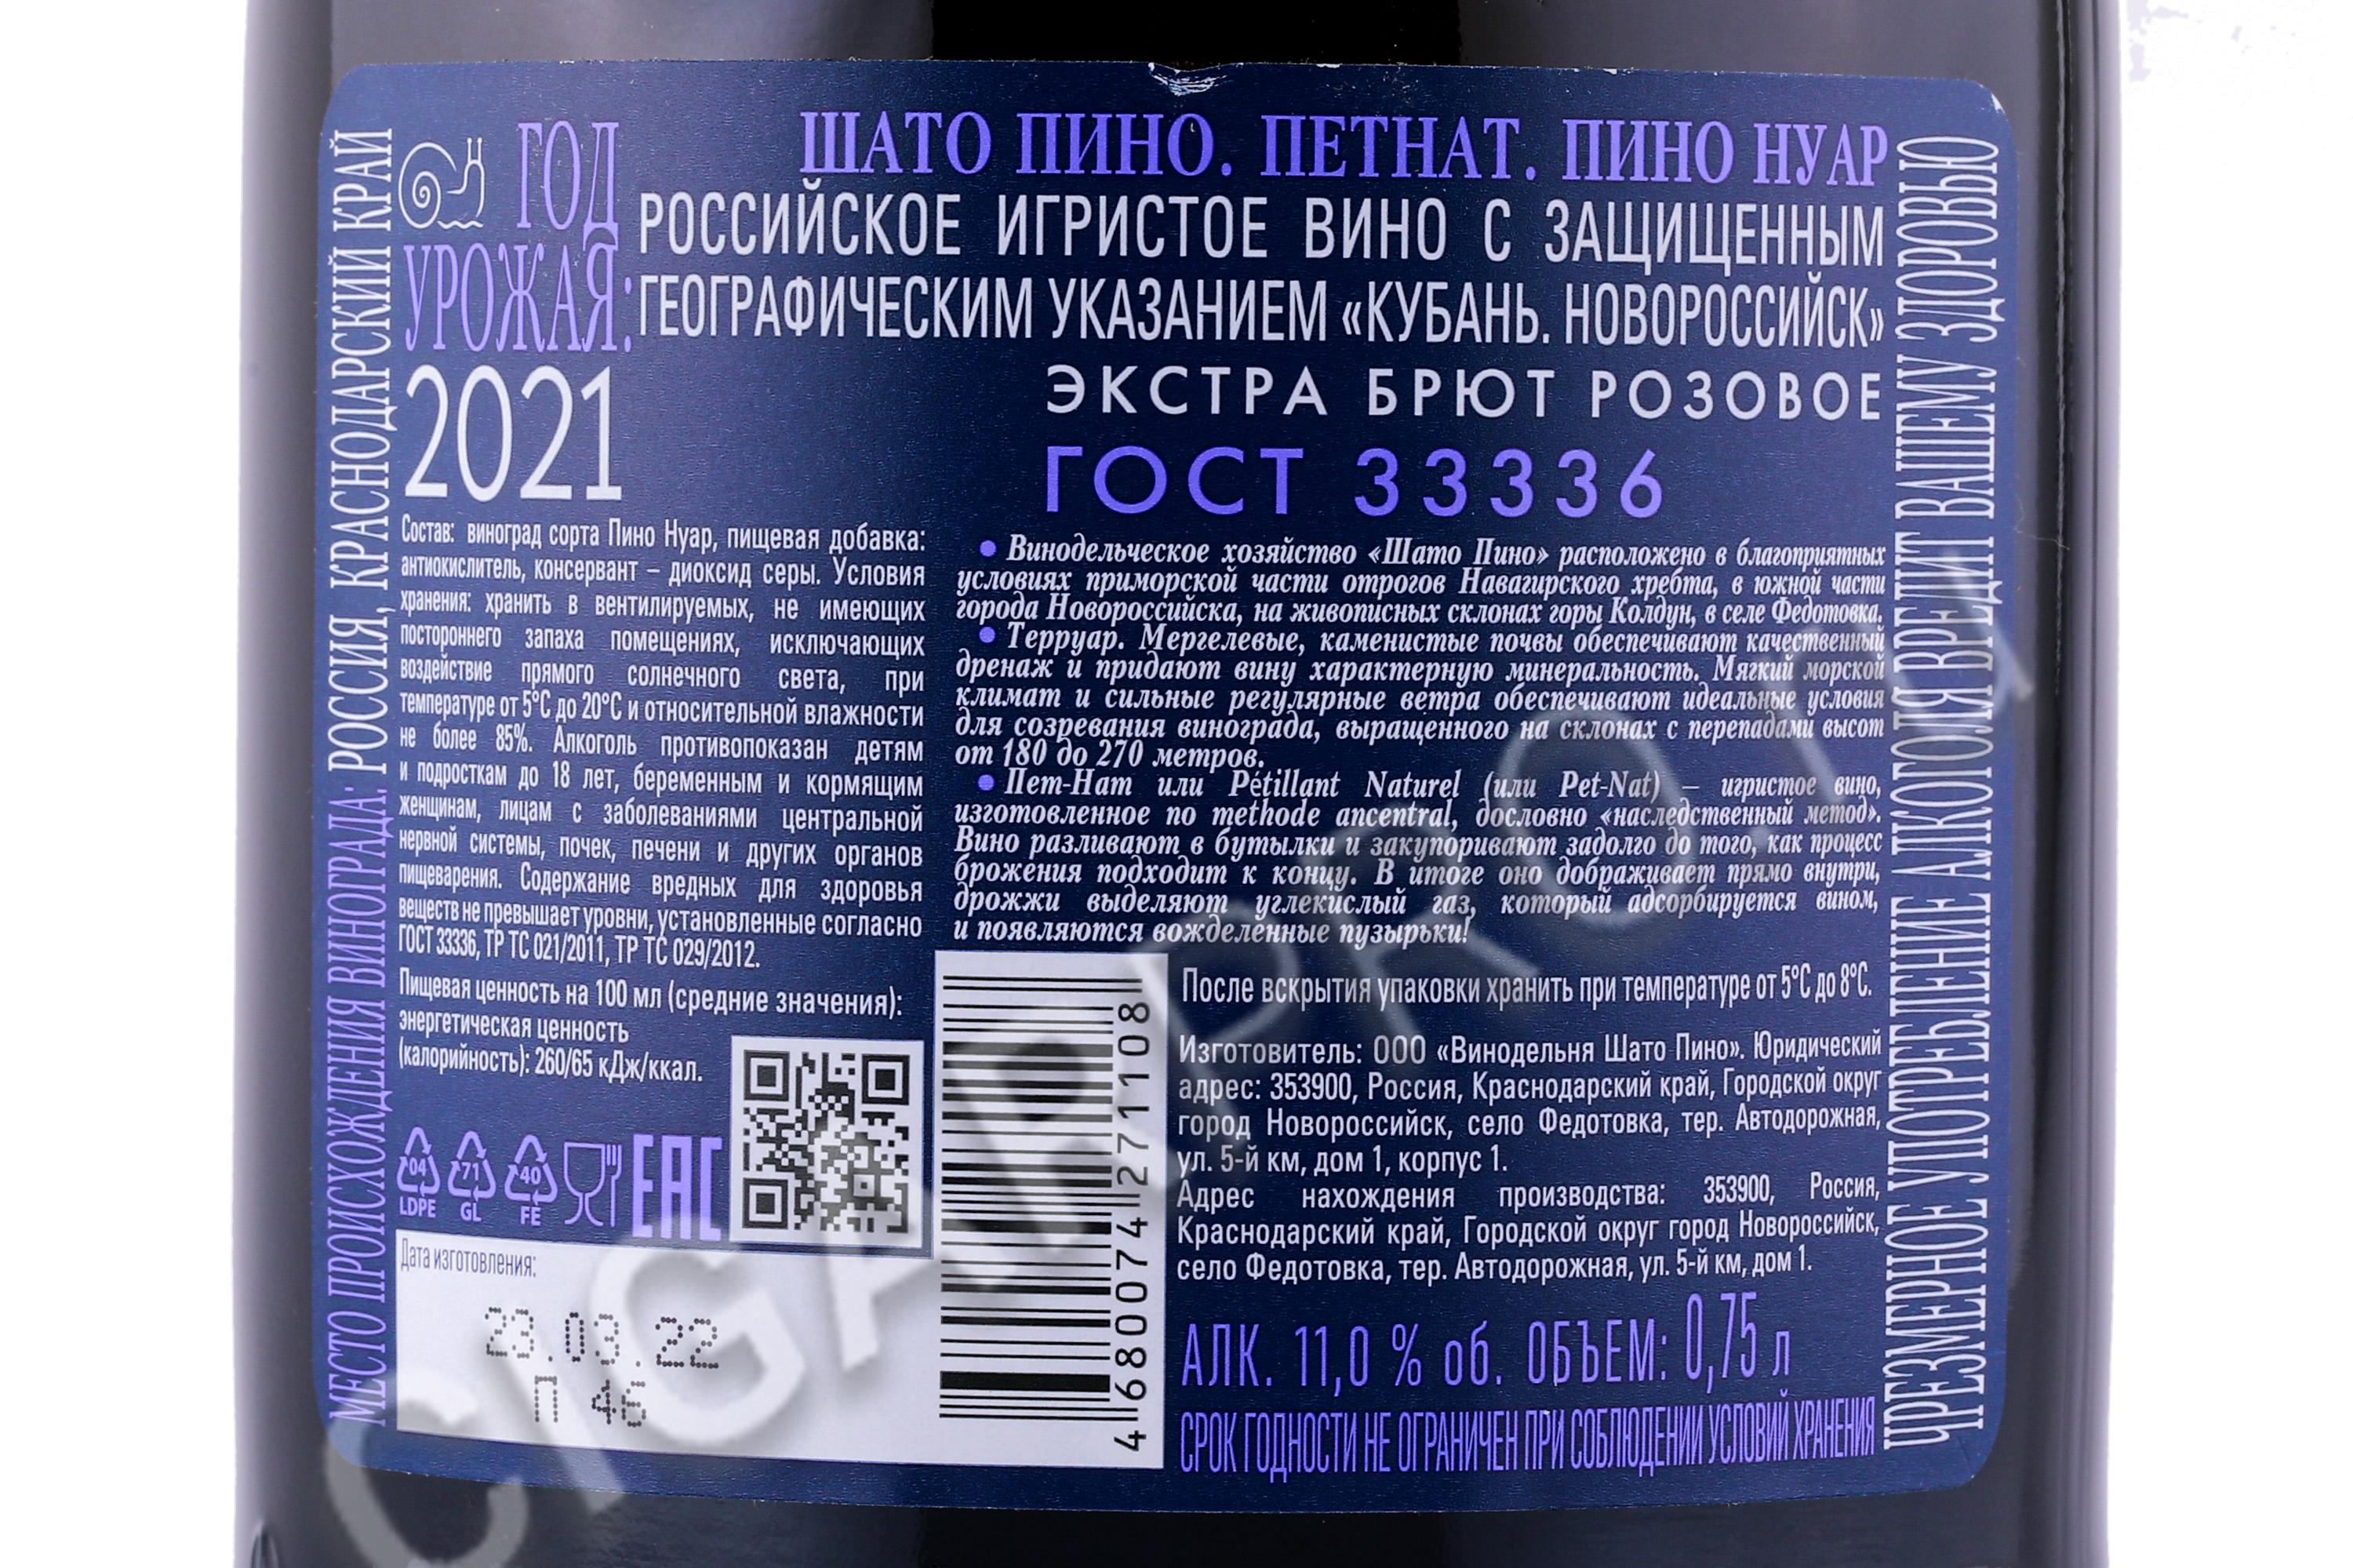 МЕСТО ПРОИСХОЖДЕНИЯ ВИНОГРАДА: РОССИЯ, КРАСНОДАРСКИЙ КРАЙ
ГОД
УРОЖАЯ:
2021
ШАТО ПИНО. ПЕТНАТ. ПИНО НУАР
РОССИЙСКОЕ ИГРИСТОЕ ВИНО С ЗАЩИЩЕННЫМ
ГЕОГРАФИЧЕСКИМ УКАЗАНИЕМ «КУБАНЬ. НОВОРОССИЙСК»
ЭКСТРА БРЮТ РОЗОВОЕ
ГОСТ 33336
Состав: виноград сорта Пино Нуар, пищевая добавка:
антиокислитель, консервант – диоксид серы. Условия
хранения: хранить в вентилируемых, не имеющих
постороннего запаха помещениях, исключающих
воздействие прямого солнечного света, при
температуре от 5°С до 20°С и относительной влажности
не более 85%. Алкоголь противопоказан детям
и подросткам до 18 лет, беременным и кормящим
женщинам, лицам с заболеваниями центральной
нервной системы, почек, печени и других органов
пищеварения. Содержание вредных для здоровья
веществ не превышает уровни, установленные согласно
ГОСТ 33336, ТР ТС 021/2011, ТР ТС 029/2012.
Пищевая ценность на 100 мл (средние значения):
энергетическая ценность
(калорийность): 260/65 кДж/ккал.
04 71 40
LDPE GL FE
EAC
Дата изготовления:
23.03.22
П 46
• Винодельческое хозяйство «Шато Пино» расположено в благоприятных
условиях приморской части отрогов Навагирского хребта, в южной части
города Новороссийска, на живописных склонах горы Колдун, в селе Федотовка.
• Терруар. Мергелевые, каменистые почвы обеспечивают качественный
дренаж и придают вину характерную минеральность. Мягкий морской
климат и сильные регулярные ветра обеспечивают идеальные условия
для созревания винограда, выращенного на склонах с перепадами высот
от 180 до 270 метров.
• Пет-Нат или Pétillant Naturel (или Pet-Nat) – игристое вино,
изготовленное по methode ancentral, дословно «наследственный метод».
Вино разливают в бутылки и закупоривают задолго до того, как процесс
брожения подходит к концу. В итоге оно дображивает прямо внутри,
дрожжи выделяют углекислый газ, который адсорбируется вином,
и появляются вожделенные пузырьки!
4 680074 271108
После вскрытия упаковки хранить при температуре от 5°С до 8°С.
Изготовитель: ООО «Винодельня Шато Пино». Юридический
адрес: 353900, Россия, Краснодарский край, Городской округ
город Новороссийск, село Федотовка, тер. Автодорожная,
ул. 5-й км, дом 1, корпус 1.
Адрес нахождения производства: 353900, Россия,
Краснодарский край, Городской округ город Новороссийск,
село Федотовка, тер. Автодорожная, ул. 5-й км, дом 1.
АЛК. 11,0 % об. ОБЪЕМ: 0,75 л
СРОК ГОДНОСТИ НЕ ОГРАНИЧЕН ПРИ СОБЛЮДЕНИИ УСЛОВИЙ ХРАНЕНИЯ
ЧРЕЗМЕРНОЕ УПОТРЕБЛЕНИЕ АЛКОГОЛЯ ВРЕДИТ ВАШЕМУ ЗДОРОВЬЮ
CIGARPRO.ru